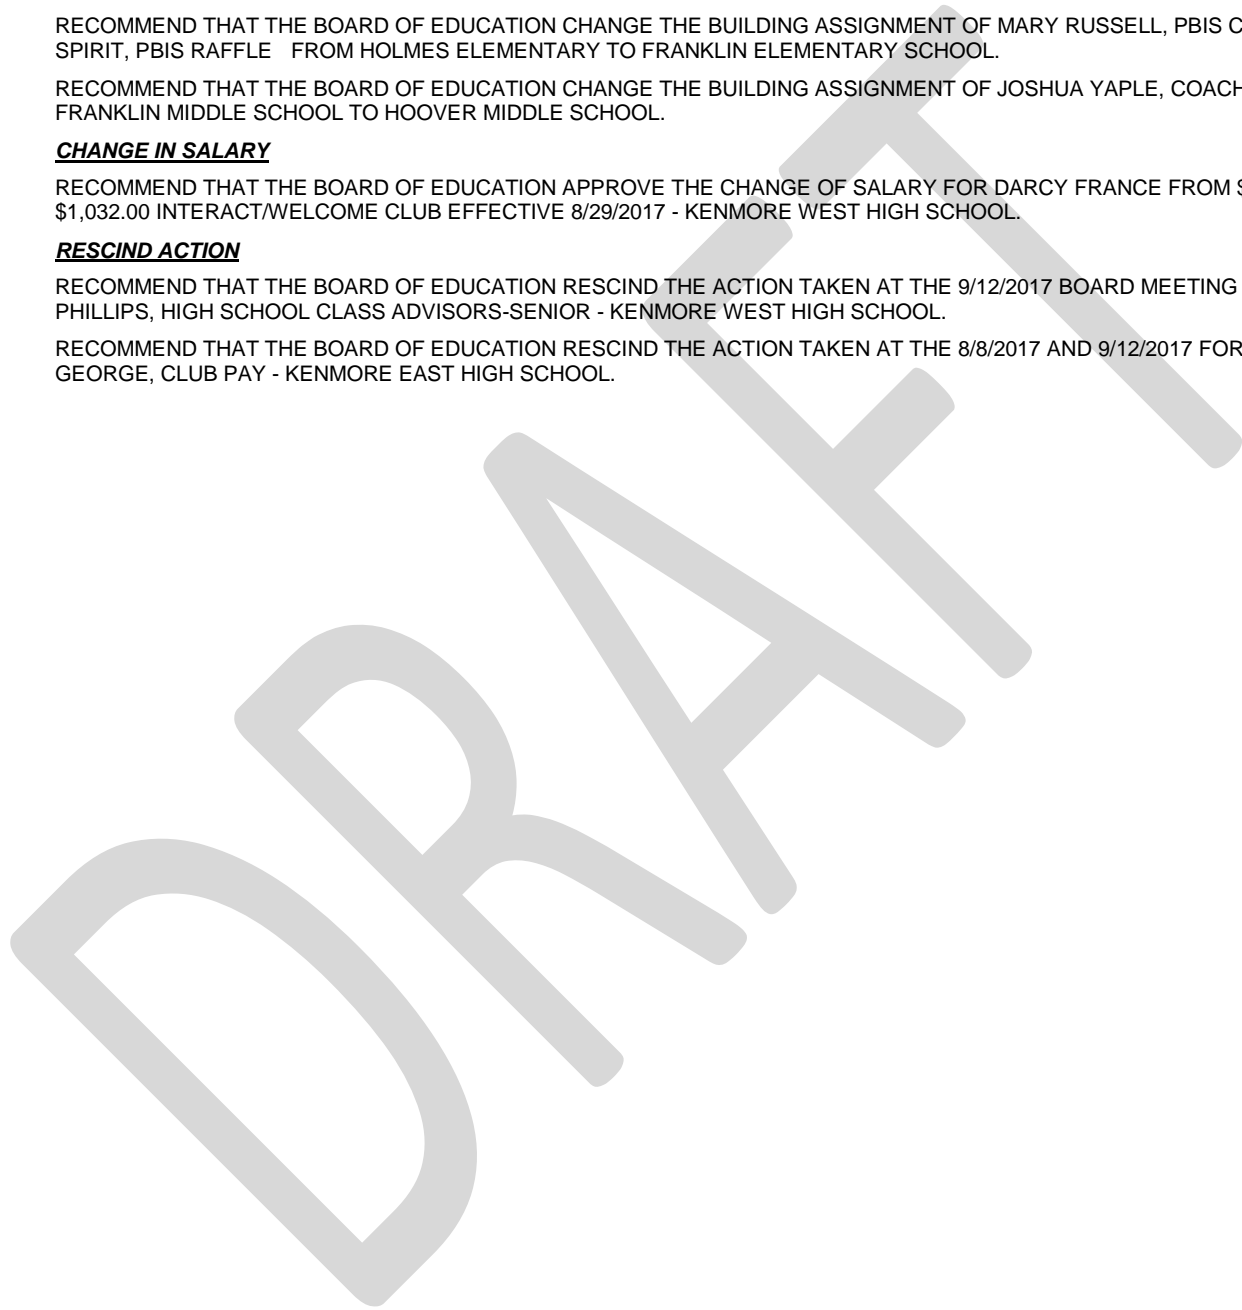 RECOMMEND THAT THE BOARD OF EDUCATION CHANGE THE BUILDING ASSIGNMENT OF MARY RUSSELL, PBIS
SPIRIT, PBIS RAFFLE FROM HOLMES ELEMENTARY TO FRANKLIN ELEMENTARY SCHOOL.
RECOMMEND THAT THE BOARD OF EDUCATION CHANGE THE BUILDING ASSIGNMENT OF JOSHUA YAPLE, COACH
FRANKLIN MIDDLE SCHOOL TO HOOVER MIDDLE SCHOOL.
CHANGE IN SALARY
RECOMMEND THAT THE BOARD OF EDUCATION APPROVE THE CHANGE OF SALARY FOR DARCY FRANCE FROM
$1,032.00 INTERACT/WELCOME CLUB EFFECTIVE 8/29/2017 - KENMORE WEST HIGH SCHOOL.
RESCIND ACTION
RECOMMEND THAT THE BOARD OF EDUCATION RESCIND THE ACTION TAKEN AT THE 9/12/2017 BOARD MEETING
PHILLIPS, HIGH SCHOOL CLASS ADVISORS-SENIOR - KENMORE WEST HIGH SCHOOL.
RECOMMEND THAT THE BOARD OF EDUCATION RESCIND THE ACTION TAKEN AT THE 8/8/2017 AND 9/12/2017 FOR
GEORGE, CLUB PAY - KENMORE EAST HIGH SCHOOL.
DRAFT